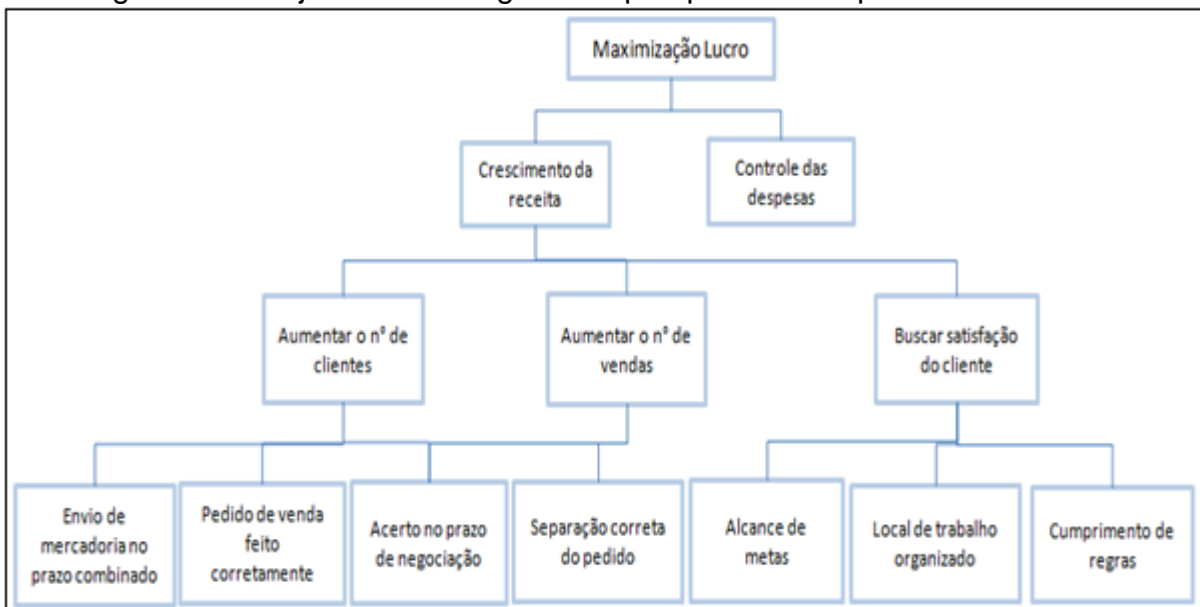 Maximização Lucro
Crescimento da
receita
Controle das
despesas
Aumentar o nº de
clientes
Aumentar o nº de
vendas
Buscar satisfação
do cliente
Envio de
mercadoria no
prazo combinado
Pedido de venda
feito
corretamente
Acerto no prazo
de negociação
Separação correta
do pedido
Alcance de
metas
Local de trabalho
organizado
Cumprimento de
regras